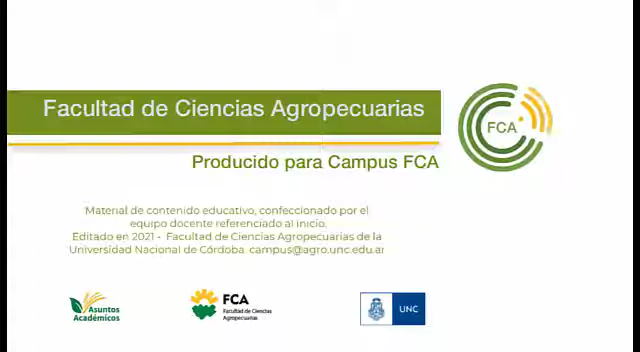 Facultad de Ciencias Agropecuarias
FCA
Producido para Campus FCA
Material de contenido educativo, confeccionado por el
equipo docente referenciado al inicio.
Editado en 2021 - Facultad de Ciencias Agropecuarias de la
Universidad Nacional de Córdoba. campus@agro.unc.edu.ar
Asuntos
Académicos
FCA
Facultad de Ciencias
Agropecuarias
UNC